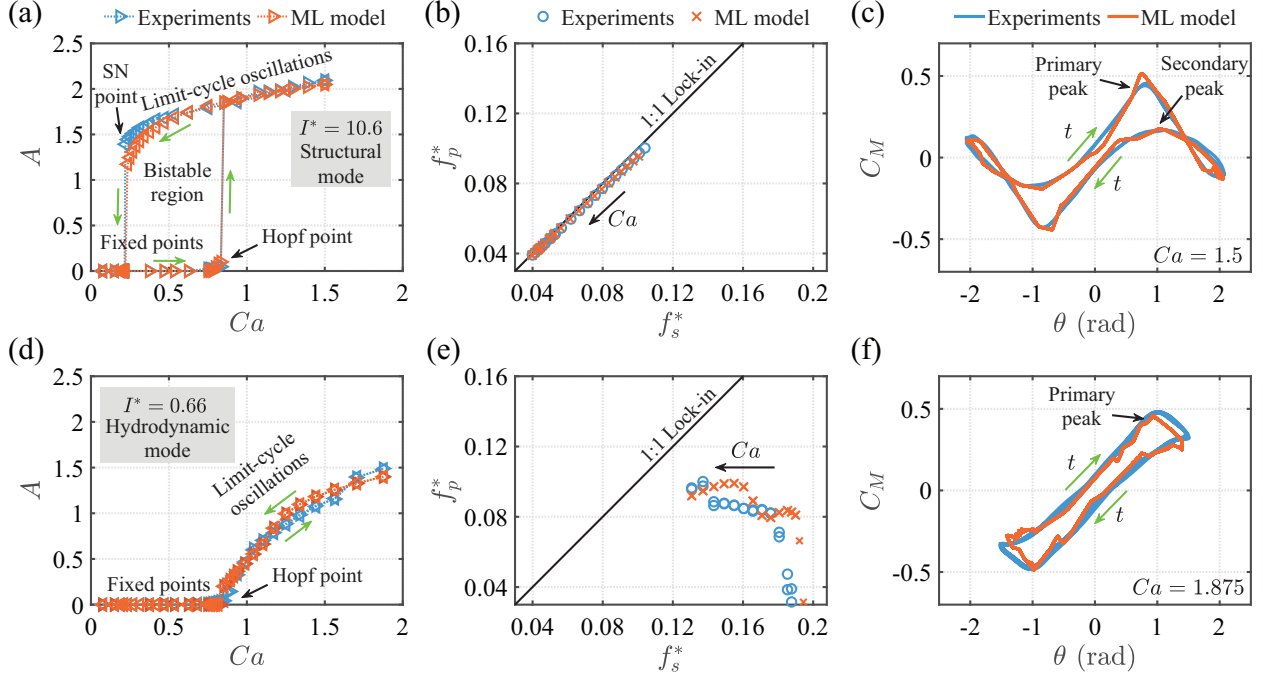 Experiments ML model
Experiments ML model
Experiments ML model
(a)
2.5
2
1.5
1
0.5
0
A
SN
point
Limit-cycle oscillations
I* = 10.6
Structural
mode
Bistable
region
Fixed points
Hopf point
0 0.5 1 1.5 2
Ca
(b)
0.16
0.12
0.08
0.04
f_p^*
1:1 Lock-in
Ca
0.04 0.08 0.12 0.16 0.2
f_s^*
(c)
0.5
0
-0.5
C_M
Primary
peak
Secondary
peak
t
t
Ca = 1.5
-2 -1 0 1 2
θ (rad)
(d)
2.5
2
1.5
1
0.5
0
A
I* = 0.66
Hydrodynamic
mode
Limit-cycle
oscillations
Fixed points
Hopf point
0 0.5 1 1.5 2
Ca
(e)
0.16
0.12
0.08
0.04
f_p^*
1:1 Lock-in
Ca
0.04 0.08 0.12 0.16 0.2
f_s^*
(f)
0.5
0
-0.5
C_M
Primary
peak
t
t
Ca = 1.875
-2 -1 0 1 2
θ (rad)